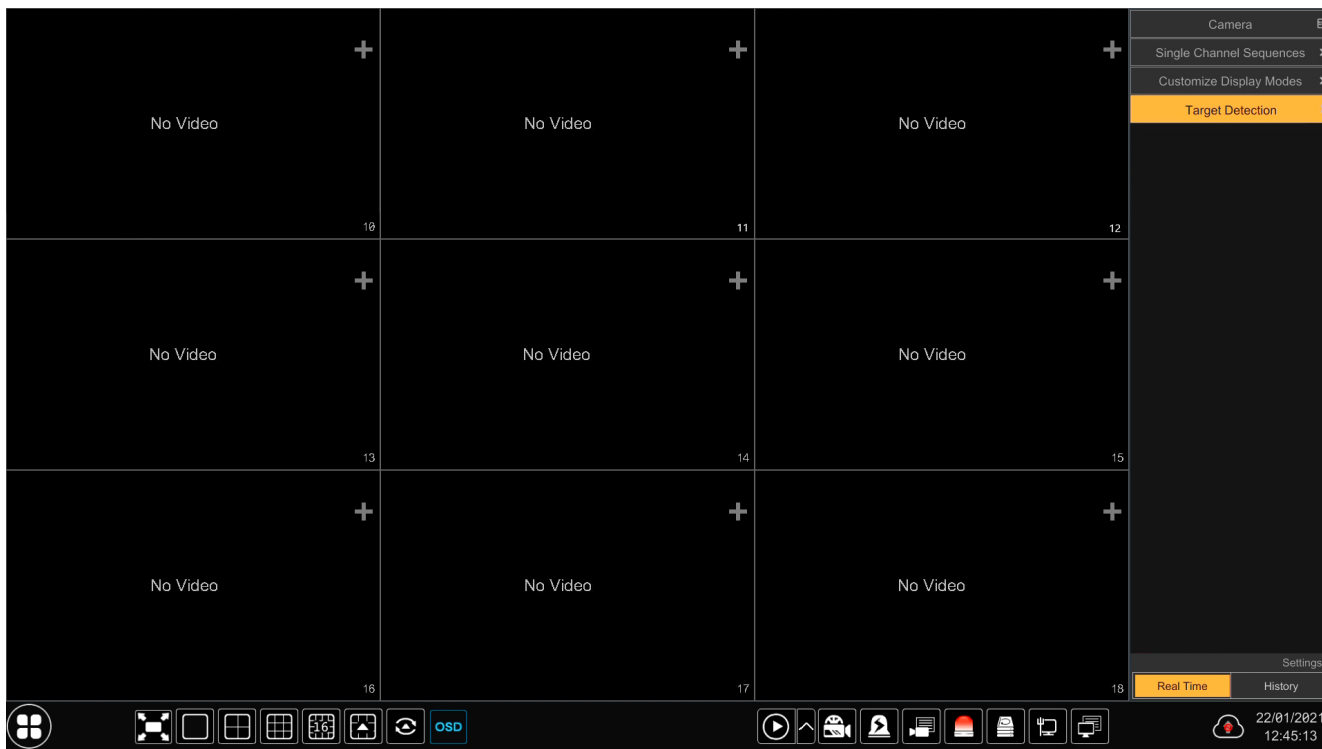 Camera
Single Channel Sequences
Customize Display Modes
Target Detection
No Video No Video No Video
10 11 12
No Video No Video No Video
13 14 15
No Video No Video No Video
16 17 18
Settings
Real Time History
16 OSD
22/01/2021
12:45:13